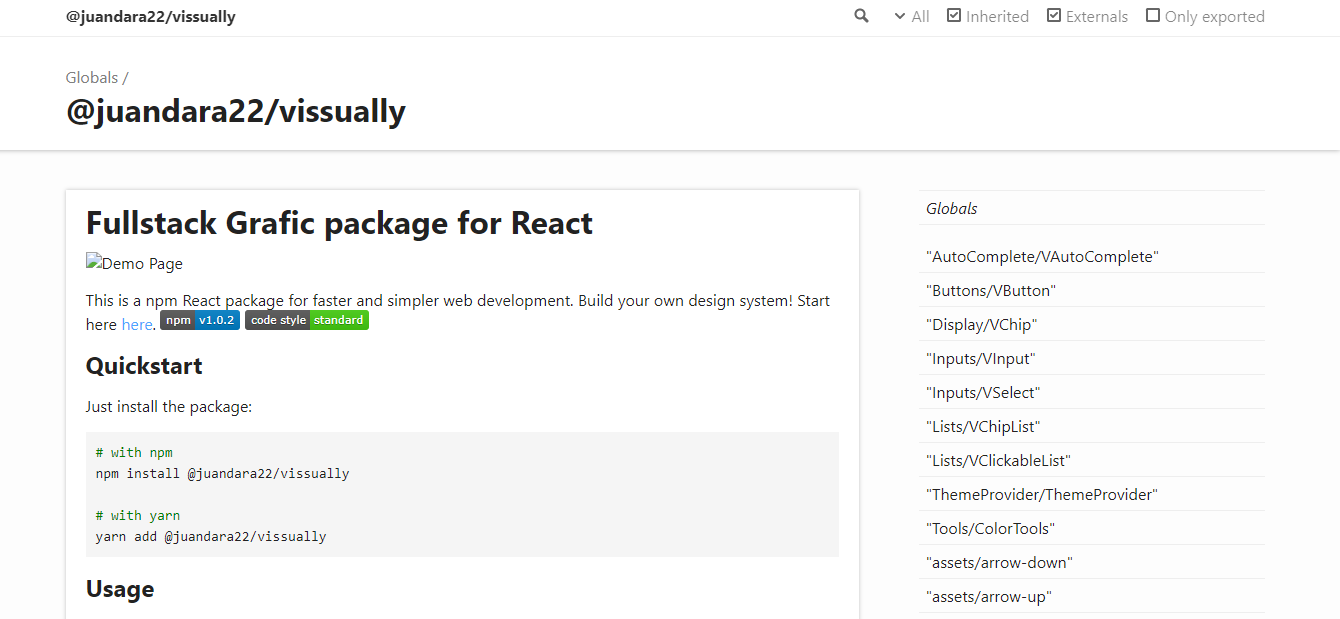 @juandara22/vissually
All Inherited Externals Only exported
Globals /
@juandara22/vissually
Fullstack Grafic package for React
Demo Page
This is a npm React package for faster and simpler web development. Build your own design system! Start
here here. npm v1.0.2 code style standard
Quickstart
Just install the package:
# with npm
npm install @juandara22/vissually
# with yarn
yarn add @juandara22/vissually
Usage
Globals
"AutoComplete/VAutoComplete"
"Buttons/VButton"
"Display/VChip"
"Inputs/VInput"
"Inputs/VSelect"
"Lists/VChipList"
"Lists/VClickableList"
"ThemeProvider/ThemeProvider"
"Tools/ColorTools"
"assets/arrow-down"
"assets/arrow-up"